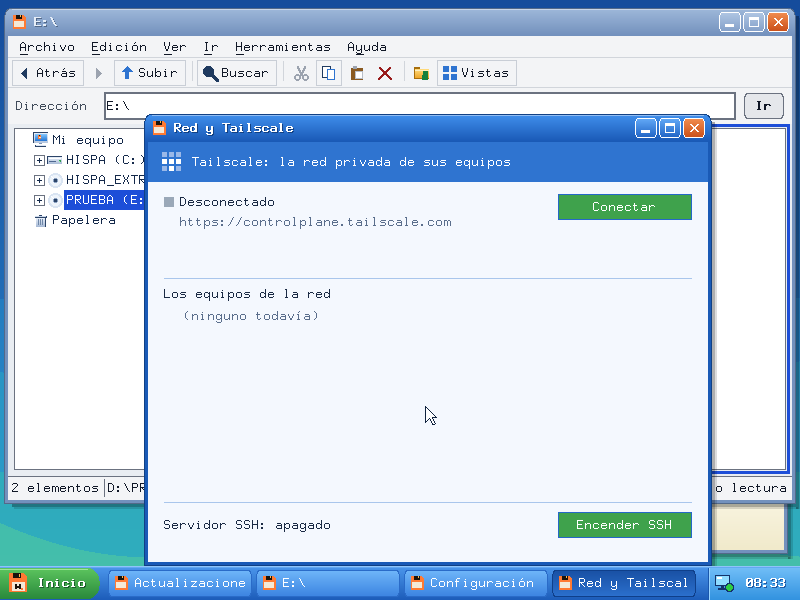 E:\
Archivo Edición Ver Ir Herramientas Ayuda
Atrás Subir Buscar Vistas
Dirección E:\ Ir
Mi equipo
HISPA (C:)
HISPA_EXTR
PRUEBA (E:
Papelera
2 elementos D:\PR
o lectura
Red y Tailscale
Tailscale: la red privada de sus equipos
Desconectado
Conectar
https://controlplane.tailscale.com
Los equipos de la red
(ninguno todavía)
Servidor SSH: apagado
Encender SSH
Inicio Actualizacione E:\ Configuración Red y Tailscal 08:33